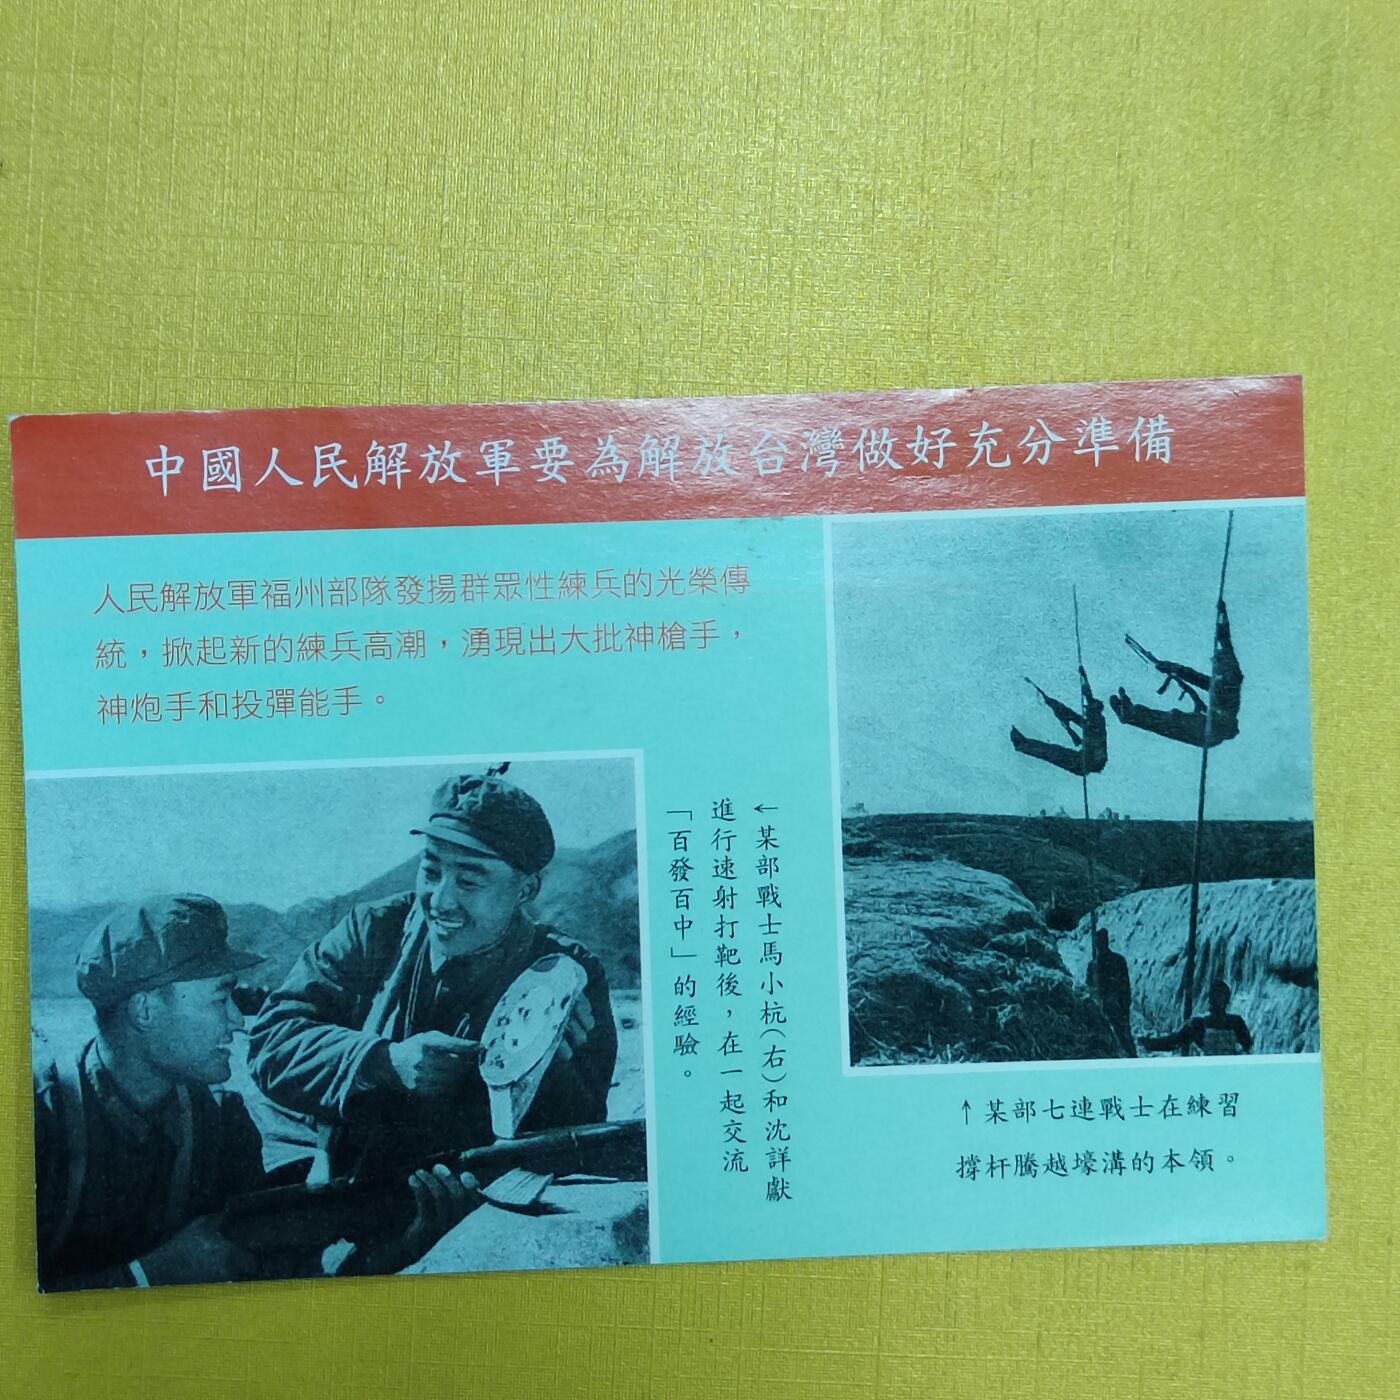 中國人民解放軍要為解放台灣做好充分準備
人民解放軍福州部隊發揚群眾性練兵的光榮傳
統，掀起新的練兵高潮，湧現出大批神槍手，
神炮手和投彈能手。
←某部戰士馬小杭(右)和沈詳獻
進行速射打靶後，在一起交流
「百發百中」的經驗。
↑某部七連戰士在練習
撐杆騰越壕溝的本領。